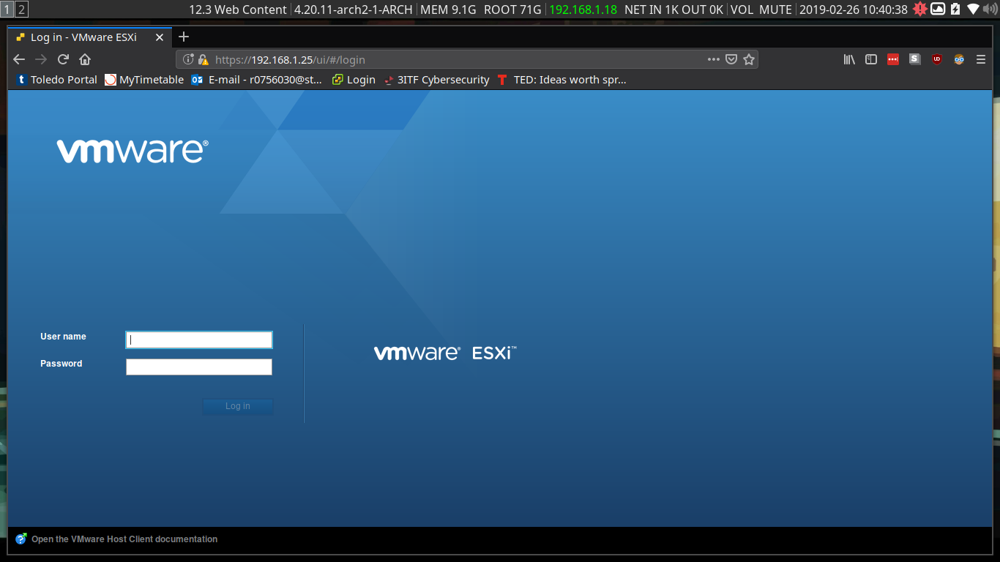 1 2 12.3 Web Content 4.20.11-arch2-1-ARCH MEM 9.1G ROOT 71G 192.168.1.18 NET IN 1K OUT 0K VOL MUTE 2019-02-26 10:40:38
Log in - VMware ESXi
https://192.168.1.25/ui/#/login
Toledo Portal MyTimetable E-mail - r0756030@st... Login 3ITF Cybersecurity TED: Ideas worth spr...
vmware®
User name
Password
vmware® ESXi™
Log in
Open the VMware Host Client documentation